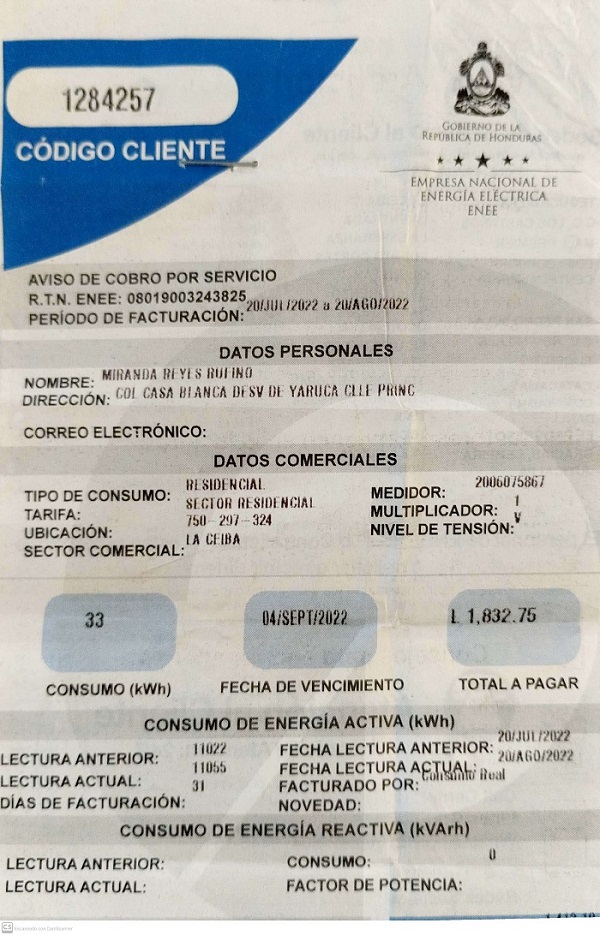 1284257
CÓDIGO CLIENTE
GOBIERNO DE LA
REPÚBLICA DE HONDURAS
EMPRESA NACIONAL DE
ENERGÍA ELÉCTRICA
ENEE
AVISO DE COBRO POR SERVICIO
R.T.N. ENEE: 08019003243825
PERÍODO DE FACTURACIÓN: 20/JUL/2022 a 20/AGO/2022
DATOS PERSONALES
NOMBRE: MIRANDA REYES RUFINO
DIRECCIÓN: COL CASA BLANCA DESV DE YARUCA CLLE PRINC
CORREO ELECTRÓNICO:
DATOS COMERCIALES
TIPO DE CONSUMO: RESIDENCIAL
TARIFA: SECTOR RESIDENCIAL
UBICACIÓN: 750-297-324
SECTOR COMERCIAL: LA CEIBA
MEDIDOR: 2006075867
MULTIPLICADOR: 1
NIVEL DE TENSIÓN: V
33
CONSUMO (kWh)
04/SEPT/2022
FECHA DE VENCIMIENTO
L 1,832.75
TOTAL A PAGAR
CONSUMO DE ENERGÍA ACTIVA (kWh)
LECTURA ANTERIOR: 11022
LECTURA ACTUAL: 11055
DÍAS DE FACTURACIÓN: 31
FECHA LECTURA ANTERIOR: 20/JUL/2022
FECHA LECTURA ACTUAL: 20/AGO/2022
FACTURADO POR: Consumo Real
NOVEDAD:
CONSUMO DE ENERGÍA REACTIVA (kVArh)
LECTURA ANTERIOR:
LECTURA ACTUAL:
CONSUMO: 0
FACTOR DE POTENCIA:
CS Escaneado con CamScanner